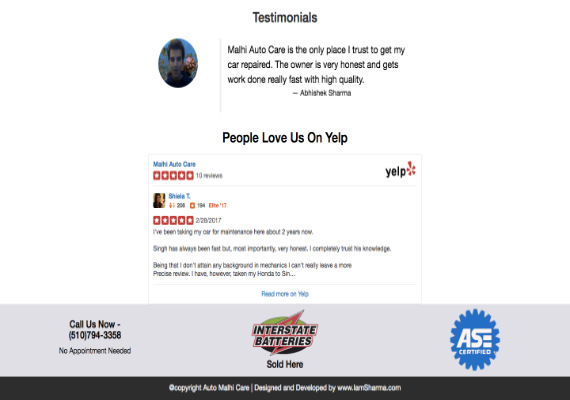 Testimonials
Malhi Auto Care is the only place I trust to get my
car repaired. The owner is very honest and gets
work done really fast with high quality.
— Abhishek Sharma
People Love Us On Yelp
Malhi Auto Care
10 reviews
yelp
Shiela T.
206 194 Elite '17
2/28/2017
I've been taking my car for maintenance here about 2 years now.
Singh has always been fast but, most importantly, very honest. I completely trust his knowledge.
Being that I don't attain any background in mechanics I can't really leave a more
Precise review. I have, however, taken my Honda to Sin...
Read more on Yelp
Call Us Now -
(510)794-3358
No Appointment Needed
INTERSTATE
BATTERIES
Sold Here
ASE
CERTIFIED
©copyright Auto Malhi Care | Designed and Developed by www.IamSharma.com